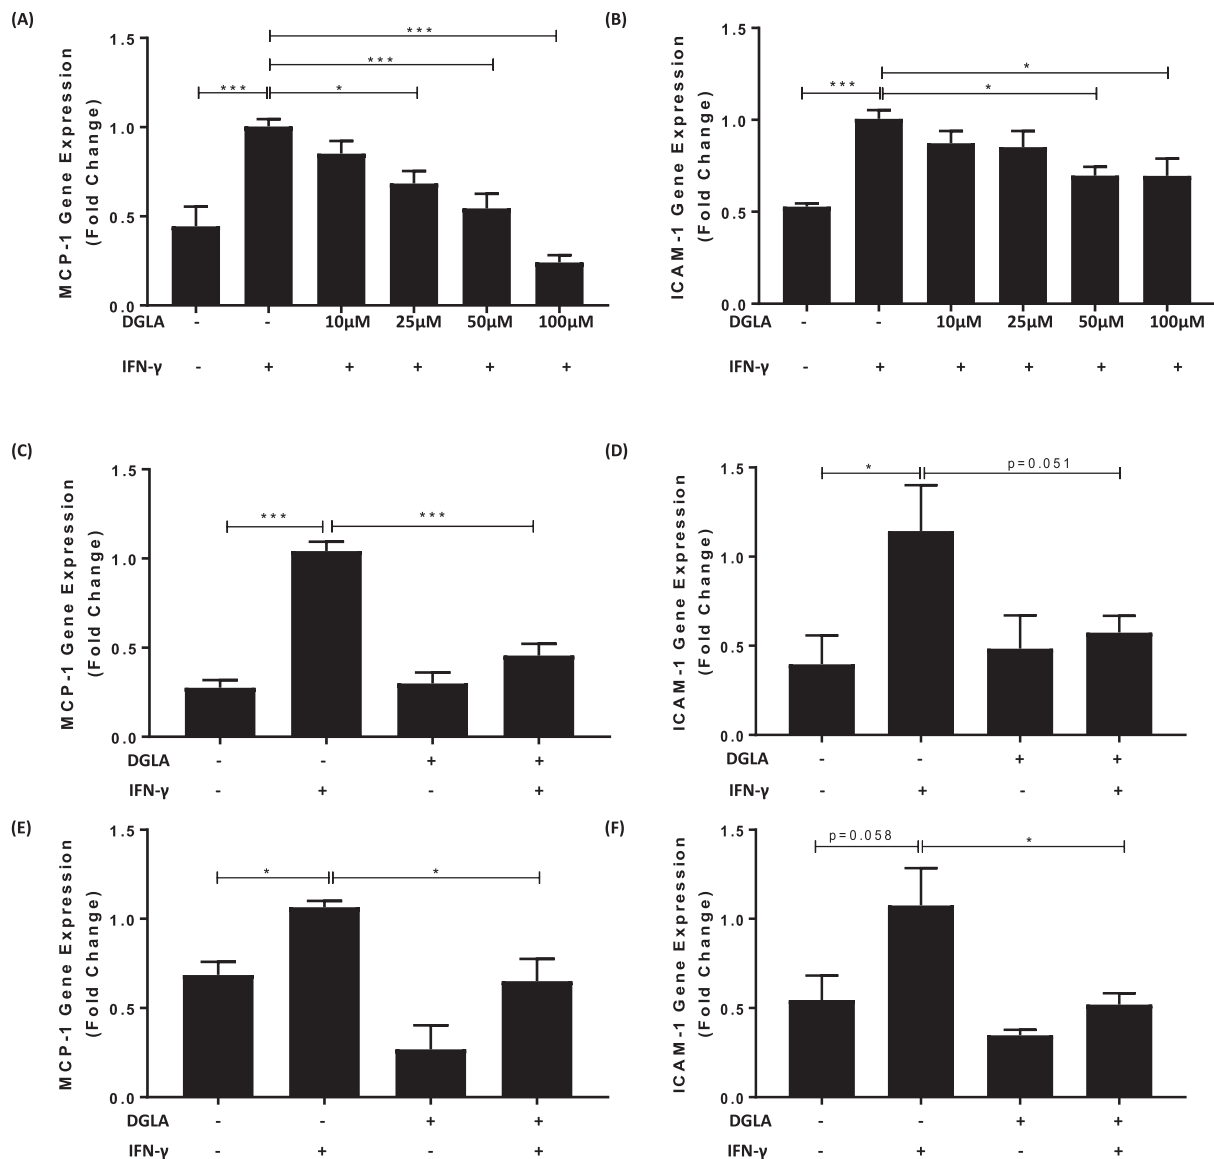 (A)
MCP-1 Gene Expression
(Fold Change)
1.5
1.0
0.5
0.0
***
***
***
*
DGLA - - 10µM 25µM 50µM 100µM
IFN-γ - + + + + +
(B)
ICAM-1 Gene Expression
(Fold Change)
1.5
1.0
0.5
0.0
*
***
*
DGLA - - 10µM 25µM 50µM 100µM
IFN-γ - + + + + +
(C)
MCP-1 Gene Expression
(Fold Change)
1.5
1.0
0.5
0.0
***
***
DGLA - - + +
IFN-γ - + - +
(D)
ICAM-1 Gene Expression
(Fold Change)
1.5
1.0
0.5
0.0
*
p=0.051
DGLA - - + +
IFN-γ - + - +
(E)
MCP-1 Gene Expression
(Fold Change)
1.5
1.0
0.5
0.0
*
*
DGLA - - + +
IFN-γ - + - +
(F)
ICAM-1 Gene Expression
(Fold Change)
1.5
1.0
0.5
0.0
p=0.058
*
DGLA - - + +
IFN-γ - + - +